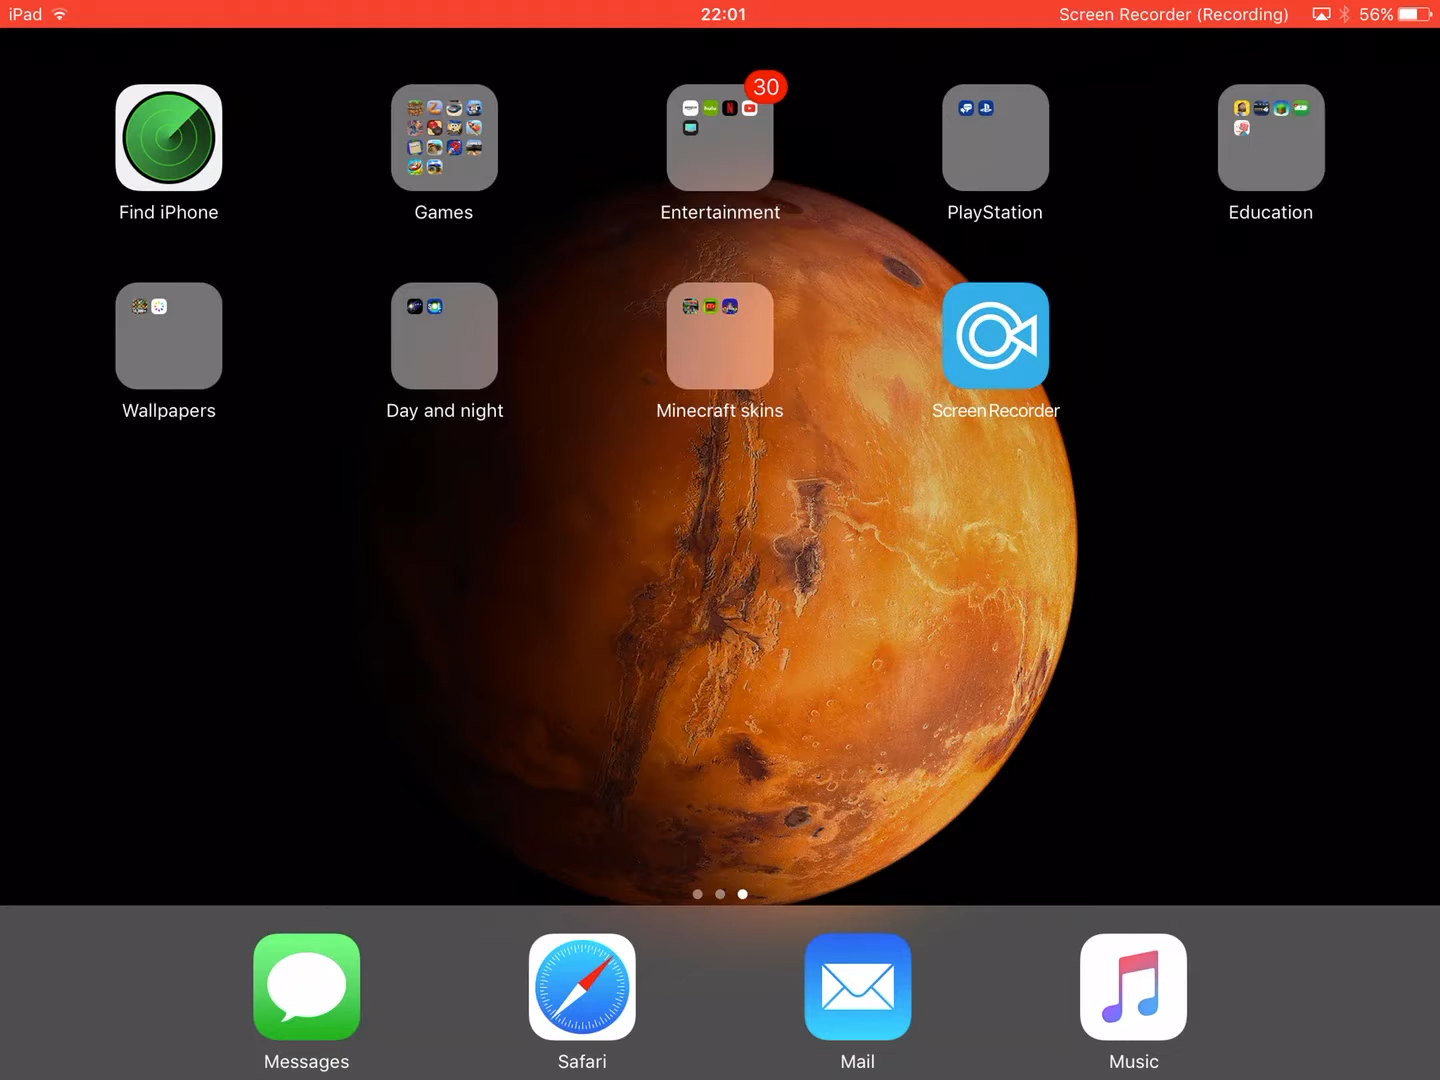 iPad 22:01 Screen Recorder (Recording) 56%
30
Find iPhone Games Entertainment PlayStation Education
Wallpapers Day and night Minecraft skins Screen Recorder
Messages Safari Mail Music